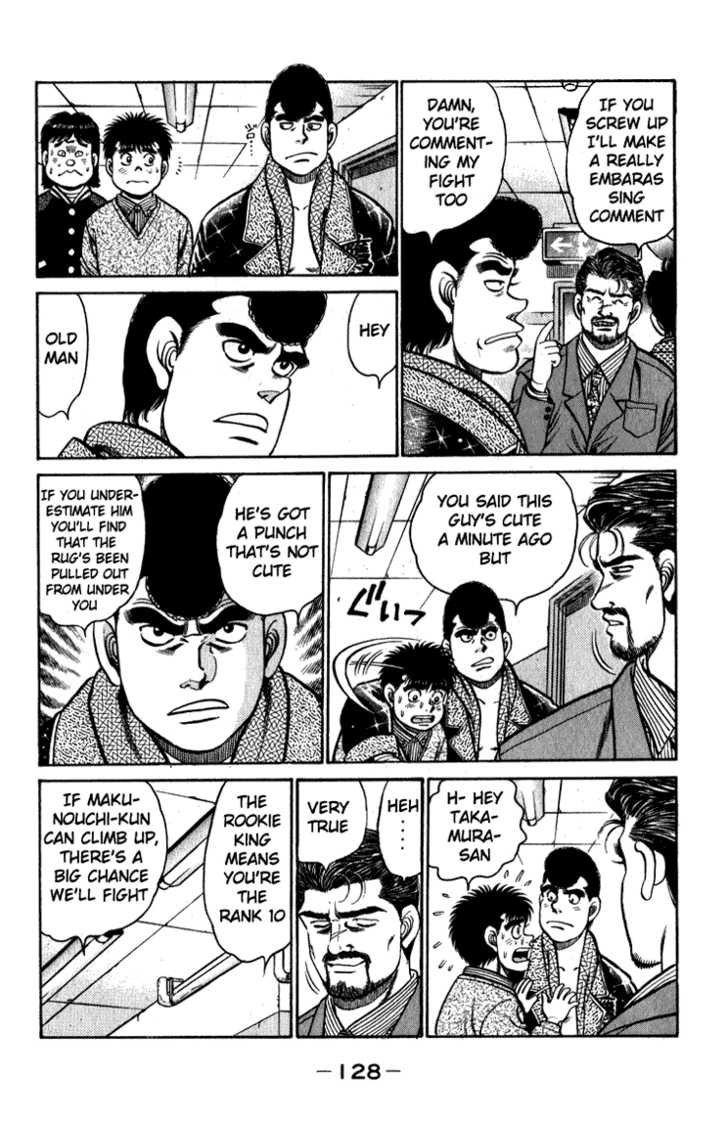 IF YOU
SCREW UP
I'LL MAKE
A REALLY
EMBARAS
SING
COMMENT
DAMN,
YOU'RE
COMMENT-
ING MY
FIGHT
TOO
HEY
OLD
MAN
YOU SAID THIS
GUY'S CUTE
A MINUTE AGO
BUT
ぐいっ
HE'S GOT
A PUNCH
THAT'S NOT
CUTE
IF YOU UNDER-
ESTIMATE HIM
YOU'LL FIND
THAT THE
RUG'S BEEN
PULLED OUT
FROM UNDER
YOU
H- HEY
TAKA-
MURA-
SAN
HEH
....
VERY
TRUE
THE
ROOKIE
KING
MEANS
YOU'RE
THE
RANK 10
IF MAKU-
NOUCHI-KUN
CAN CLIMB UP,
THERE'S A
BIG CHANCE
WE'LL FIGHT
-128-